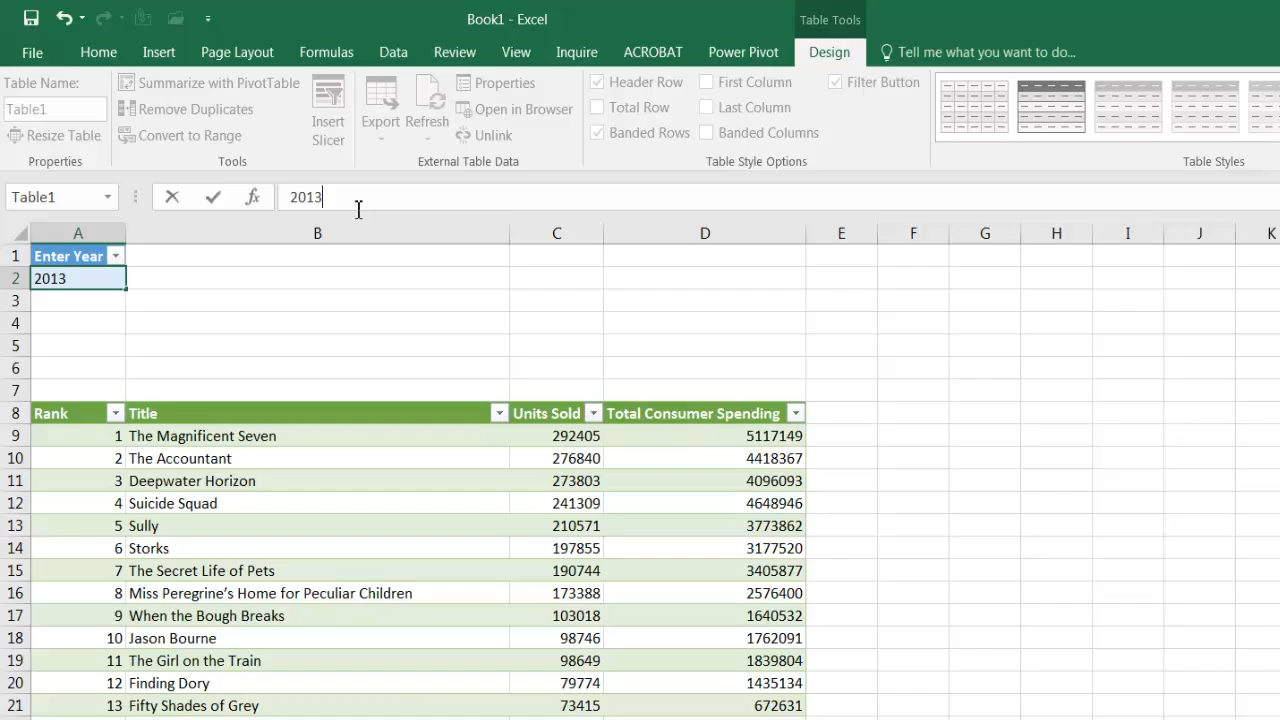 Book1 - Excel
Table Tools
File Home Insert Page Layout Formulas Data Review View Inquire ACROBAT Power Pivot Design Tell me what you want to do...
Table Name: Summarize with PivotTable Properties Header Row First Column Filter Button
Table1 Remove Duplicates Insert Slicer Export Refresh Open in Browser Total Row Last Column
Resize Table Convert to Range Unlink Banded Rows Banded Columns
Properties Tools External Table Data Table Style Options Table Styles
Table1 fx 2013
A B C D E F G H I J K
1 Enter Year
2 2013
3
4
5
6
7
8 Rank Title Units Sold Total Consumer Spending
9 1 The Magnificent Seven 292405 5117149
10 2 The Accountant 276840 4418367
11 3 Deepwater Horizon 273803 4096093
12 4 Suicide Squad 241309 4648946
13 5 Sully 210571 3773862
14 6 Storks 197855 3177520
15 7 The Secret Life of Pets 190744 3405877
16 8 Miss Peregrine’s Home for Peculiar Children 173388 2576400
17 9 When the Bough Breaks 103018 1640532
18 10 Jason Bourne 98746 1762091
19 11 The Girl on the Train 98649 1839804
20 12 Finding Dory 79774 1435134
21 13 Fifty Shades of Grey 73415 672631